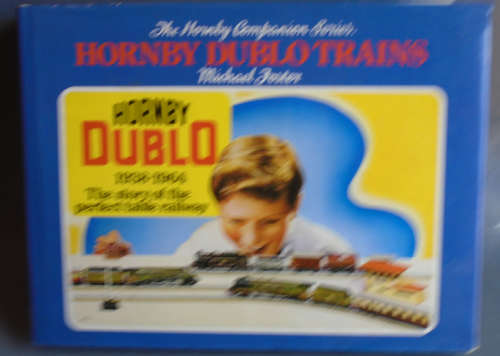 The Hornby Companion Series:
HORNBY DUBLO TRAINS
Michael Foster
HORNBY
DUBLO
1938-1964
The story of the
perfect table railway